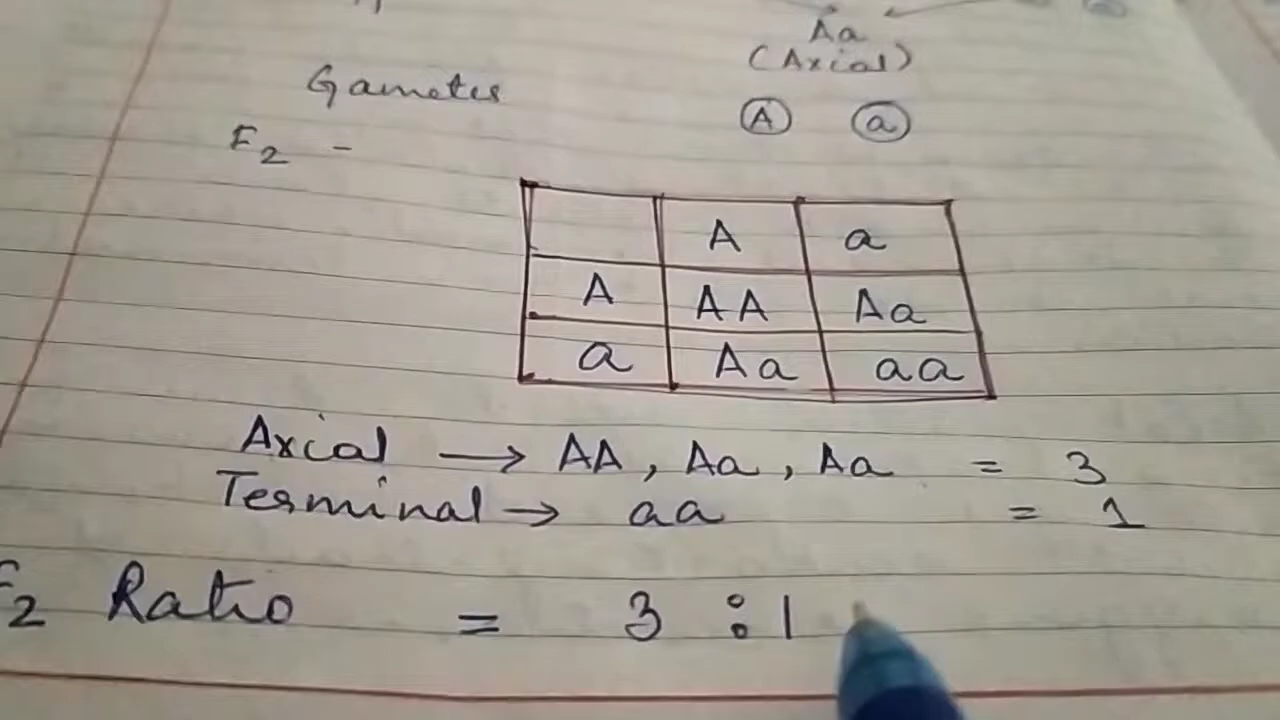 Aa
(Axial)
Gametes
A a
F2 -
A a
A AA Aa
a Aa aa
Axial → AA, Aa, Aa = 3
Terminal → aa = 1
F2 Ratio = 3 : 1